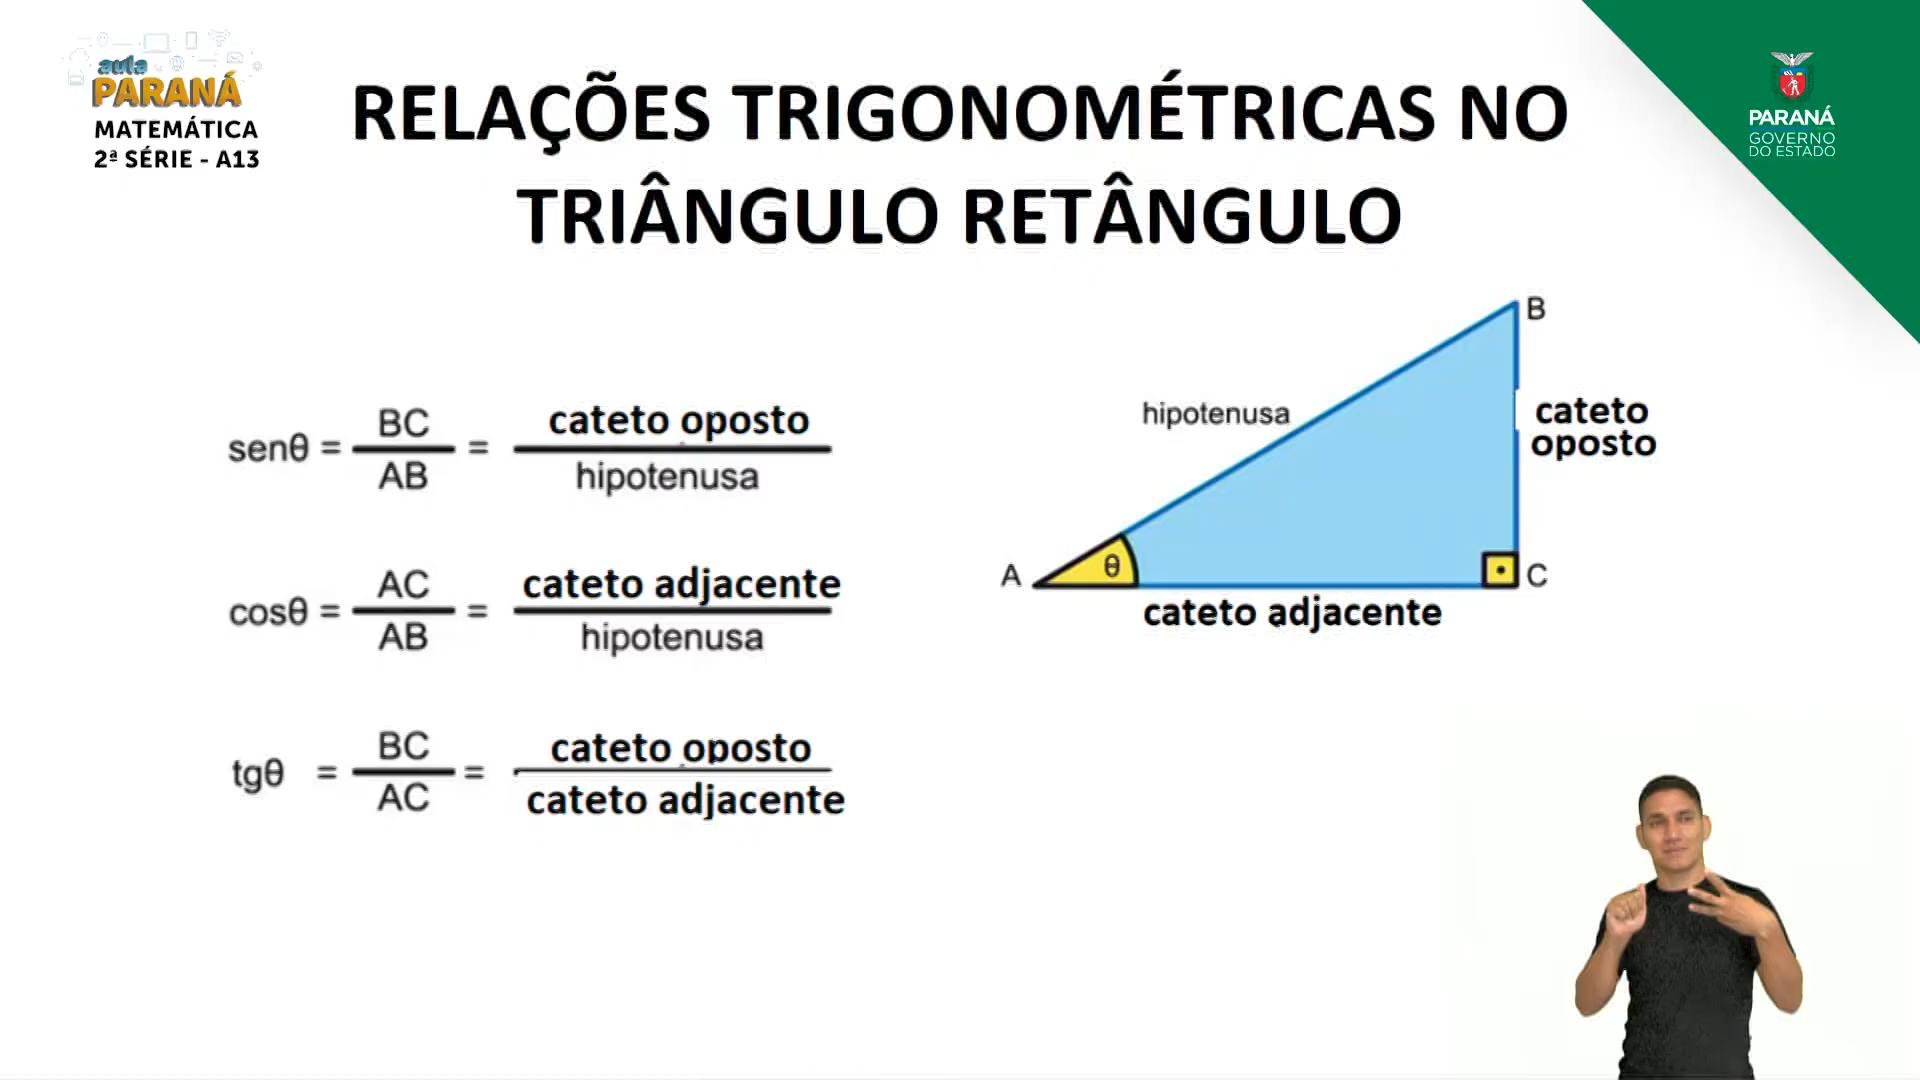 aula
PARANÁ
MATEMÁTICA
2ª SÉRIE - A13
RELAÇÕES TRIGONOMÉTRICAS NO
TRIÂNGULO RETÂNGULO
PARANÁ
GOVERNO
DO ESTADO
senθ = BC/AB = cateto oposto/hipotenusa
cosθ = AC/AB = cateto adjacente/hipotenusa
tgθ = BC/AC = cateto oposto/cateto adjacente
B
hipotenusa
cateto
oposto
A
θ
C
cateto adjacente